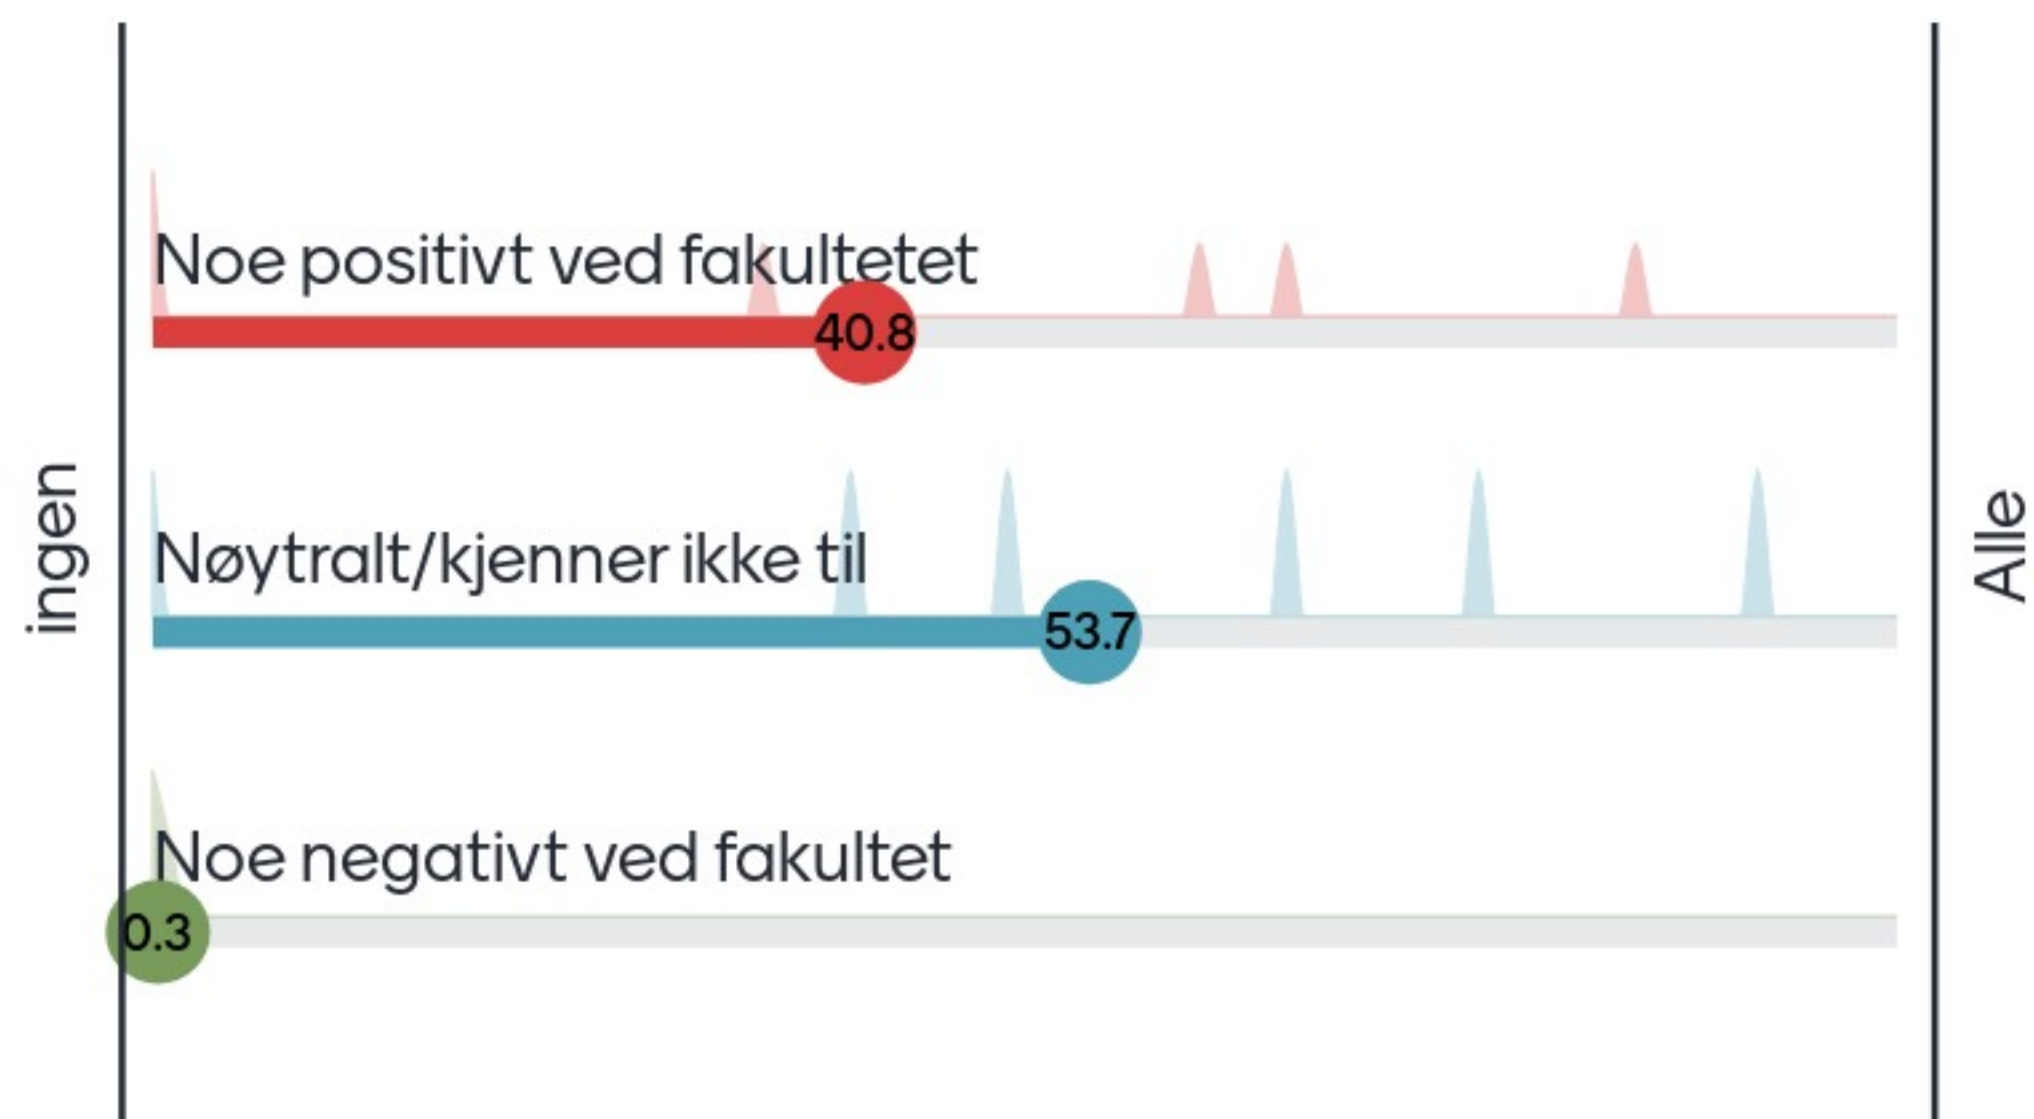 Noe positivt ved fakultetet
40.8
ingen
Nøytralt/kjenner ikke til
53.7
Alle
Noe negativt ved fakultet
0.3